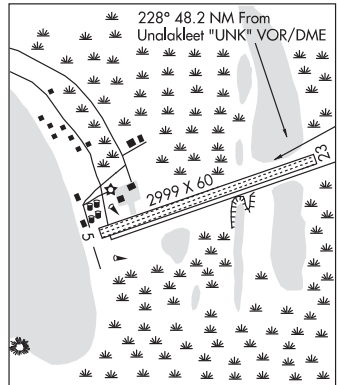 228° 48.2 NM From
Unalakleet "UNK" VOR/DME
23
2999 X 60
5